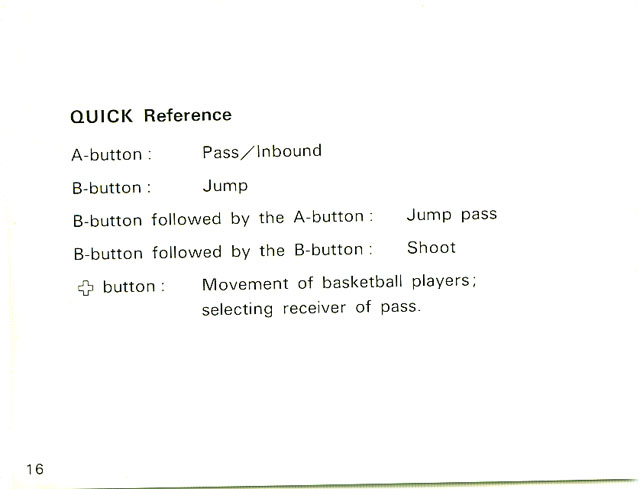 QUICK Reference
A-button : Pass/Inbound
B-button : Jump
B-button followed by the A-button : Jump pass
B-button followed by the B-button : Shoot
button : Movement of basketball players;
selecting receiver of pass.
16